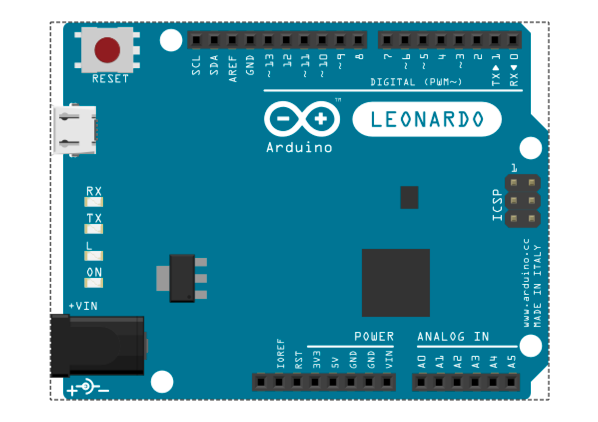 RESET
SCL
SDA
AREF
GND
~13
12
~11
~10
~9
8
7
~6
~5
4
~3
2
TX▶1
RX◀0
DIGITAL (PWM~)
TM
LEONARDO
Arduino
1
ICSP
RX
TX
L
ON
www.arduino.cc
MADE IN ITALY
+VIN
POWER
ANALOG IN
IOREF
RST
3V3
5V
GND
GND
VIN
A0
A1
A2
A3
A4
A5